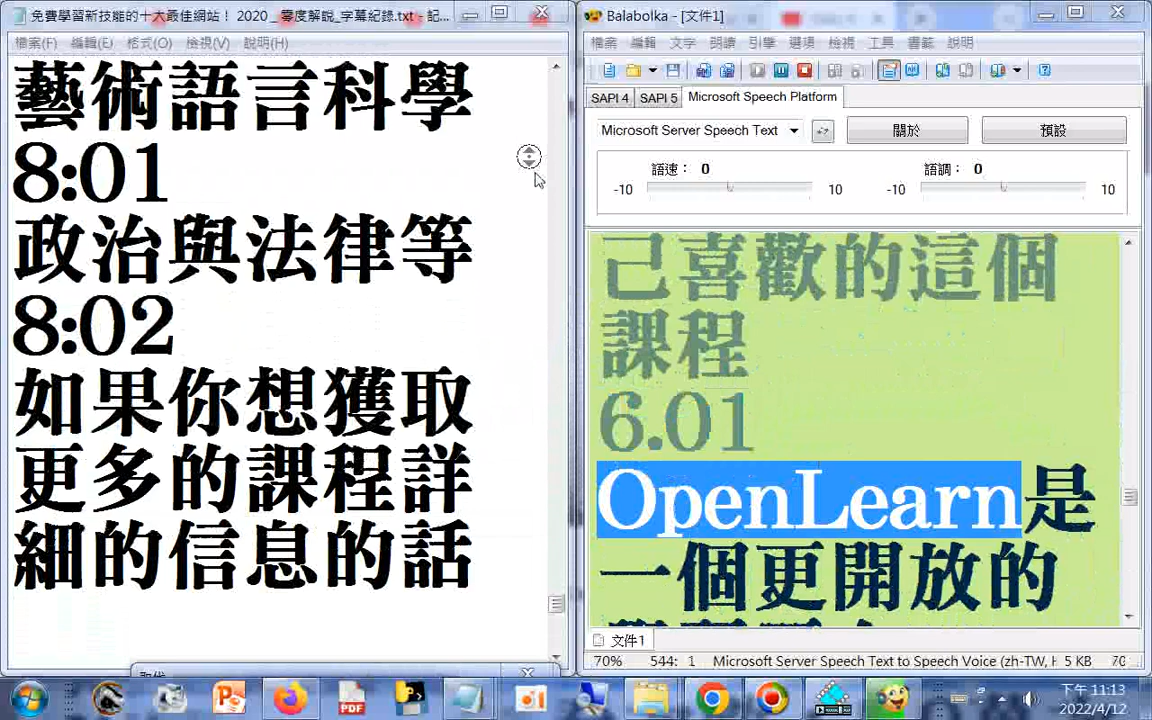 免費學習新技能的十大最佳網站！ 2020 _ 零度解說_字幕紀錄.txt - 記...
檔案(F) 編輯(E) 格式(O) 檢視(V) 說明(H)
藝術語言科學
8:01
政治與法律等
8:02
如果你想獲取
更多的課程詳
細的信息的話
Balabolka - [文件1]
檔案 編輯 文字 朗讀 引擎 選項 檢視 工具 書籤 說明
SAPI 4 SAPI 5 Microsoft Speech Platform
Microsoft Server Speech Text 關於 預設
語速： 0 語調： 0
-10 10 -10 10
己喜歡的這個
課程
6.01
OpenLearn是
一個更開放的
文件1
70% 544: 1 Microsoft Server Speech Text to Speech Voice (zh-TW, H 5 KB 70
取代
PDF
下午 11:13
2022/4/12